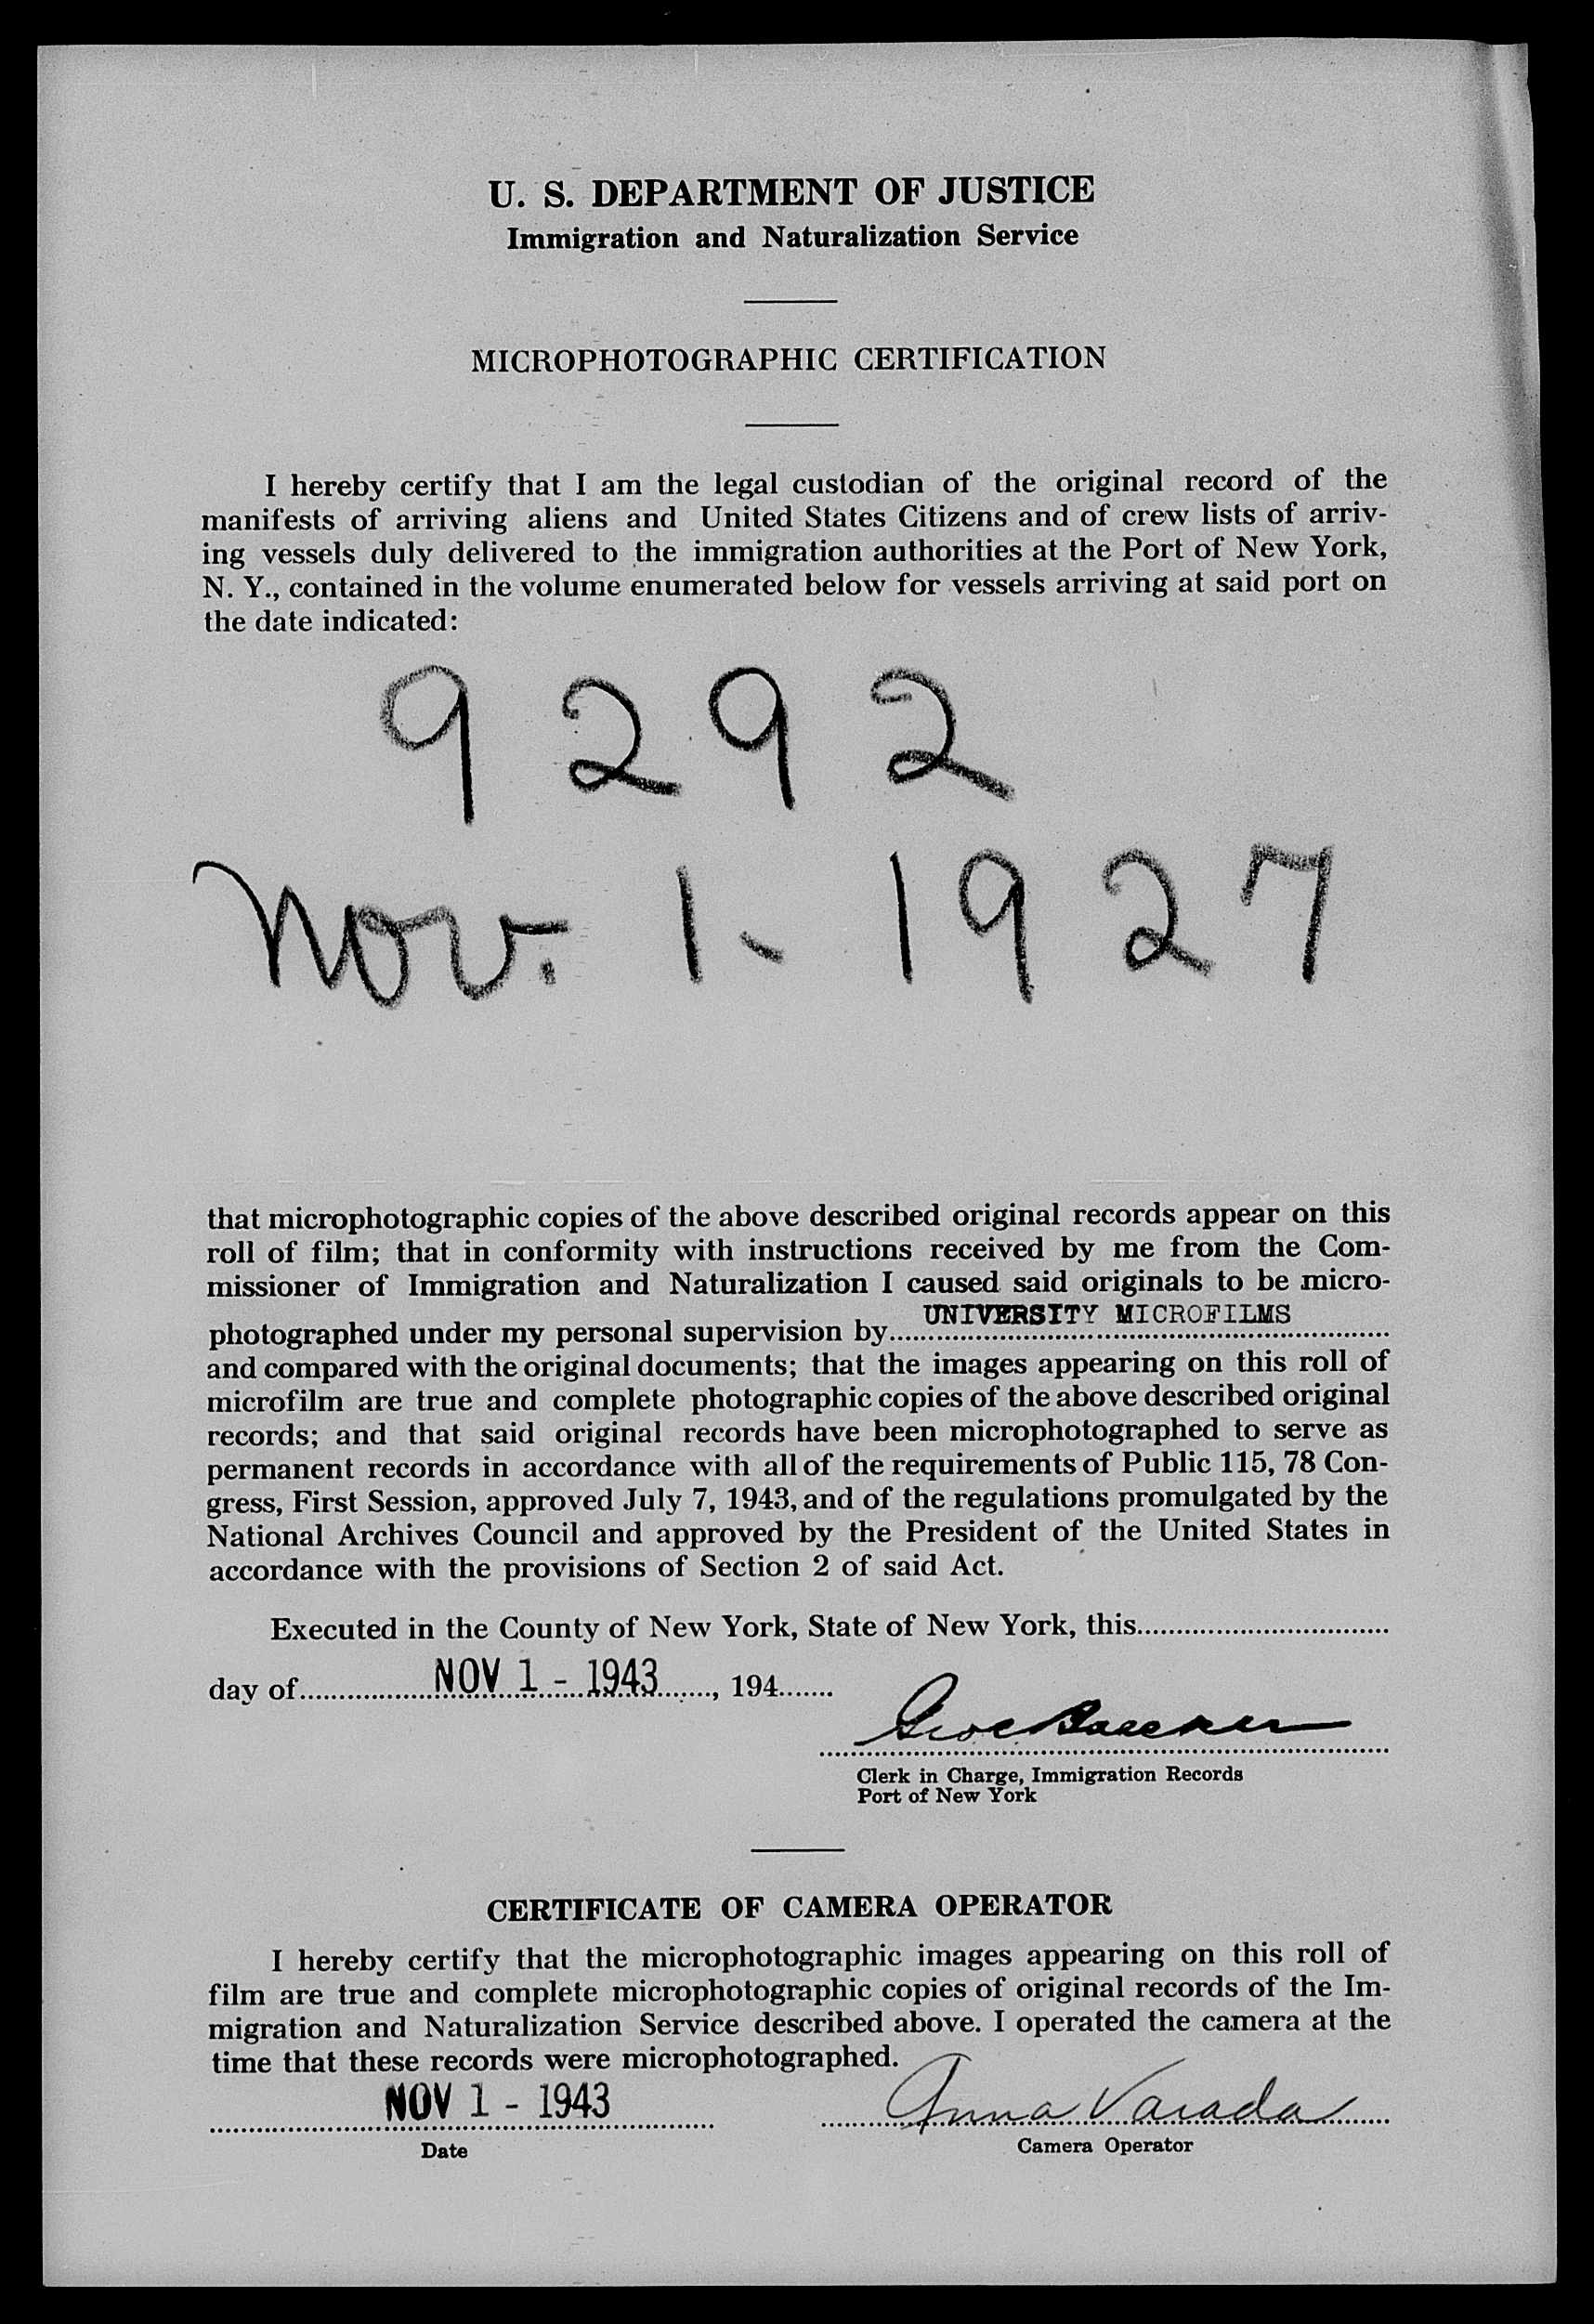 U. S. DEPARTMENT OF JUSTICE
Immigration and Naturalization Service
MICROPHOTOGRAPHIC CERTIFICATION
I hereby certify that I am the legal custodian of the original record of the
manifests of arriving aliens and United States Citizens and of crew lists of arriv-
ing vessels duly delivered to the immigration authorities at the Port of New York,
N. Y., contained in the volume enumerated below for vessels arriving at said port on
the date indicated:
9292
Nov. 1. 1927
that microphotographic copies of the above described original records appear on this
roll of film; that in conformity with instructions received by me from the Com-
missioner of Immigration and Naturalization I caused said originals to be micro-
photographed under my personal supervision by UNIVERSITY MICROFILMS
and compared with the original documents; that the images appearing on this roll of
microfilm are true and complete photographic copies of the above described original
records; and that said original records have been microphotographed to serve as
permanent records in accordance with all of the requirements of Public 115, 78 Con-
gress, First Session, approved July 7, 1943, and of the regulations promulgated by the
National Archives Council and approved by the President of the United States in
accordance with the provisions of Section 2 of said Act.
Executed in the County of New York, State of New York, this
day of NOV 1 - 1943, 194
Clerk in Charge, Immigration Records
Port of New York
CERTIFICATE OF CAMERA OPERATOR
I hereby certify that the microphotographic images appearing on this roll of
film are true and complete microphotographic copies of original records of the Im-
migration and Naturalization Service described above. I operated the camera at the
time that these records were microphotographed.
NOV 1 - 1943 Anna Varada
Date Camera Operator